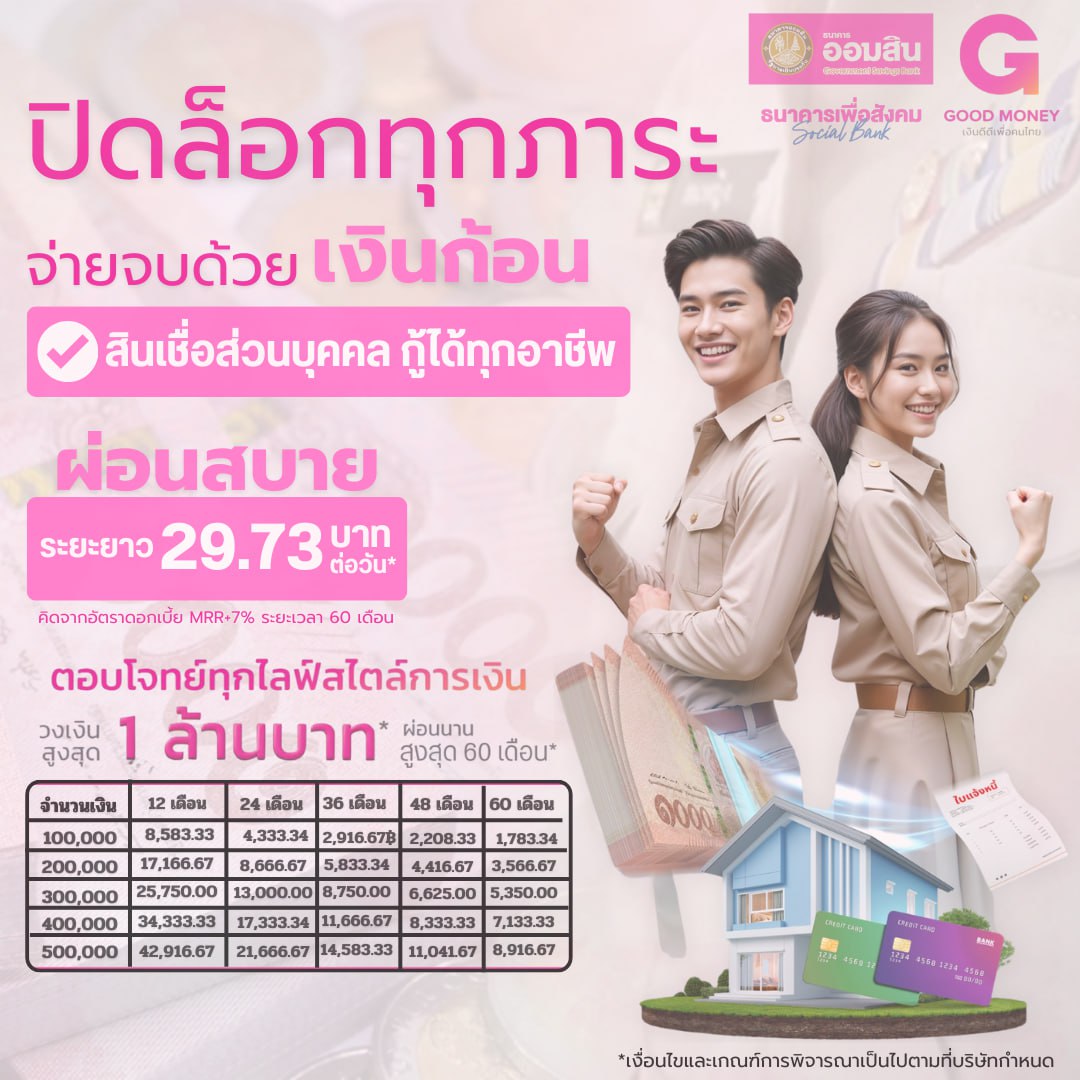 ธนาคาร
ออมสิน
Government Savings Bank
ธนาคารเพื่อสังคม
Social Bank
G
GOOD MONEY
เงินดีดีเพื่อคนไทย
ปิดล็อกทุกภาระ
จ่ายจบด้วย เงินก้อน
สินเชื่อส่วนบุคคล กู้ได้ทุกอาชีพ
ผ่อนสบาย
ระยะยาว 29.73 บาท ต่อวัน*
คิดจากอัตราดอกเบี้ย MRR+7% ระยะเวลา 60 เดือน
ตอบโจทย์ทุกไลฟ์สไตล์การเงิน
วงเงินสูงสุด 1 ล้านบาท* ผ่อนนานสูงสุด 60 เดือน*
จำนวนเงิน 12 เดือน 24 เดือน 36 เดือน 48 เดือน 60 เดือน
100,000 8,583.33 4,333.34 2,916.67฿ 2,208.33 1,783.34
200,000 17,166.67 8,666.67 5,833.34 4,416.67 3,566.67
300,000 25,750.00 13,000.00 8,750.00 6,625.00 5,350.00
400,000 34,333.33 17,333.34 11,666.67 8,333.33 7,133.33
500,000 42,916.67 21,666.67 14,583.33 11,041.67 8,916.67
ใบแจ้งหนี้
CREDIT CARD
1234 4568 12
CREDIT CARD
BANK
1234 4568 1234 4568
*เงื่อนไขและเกณฑ์การพิจารณาเป็นไปตามที่บริษัทกำหนด